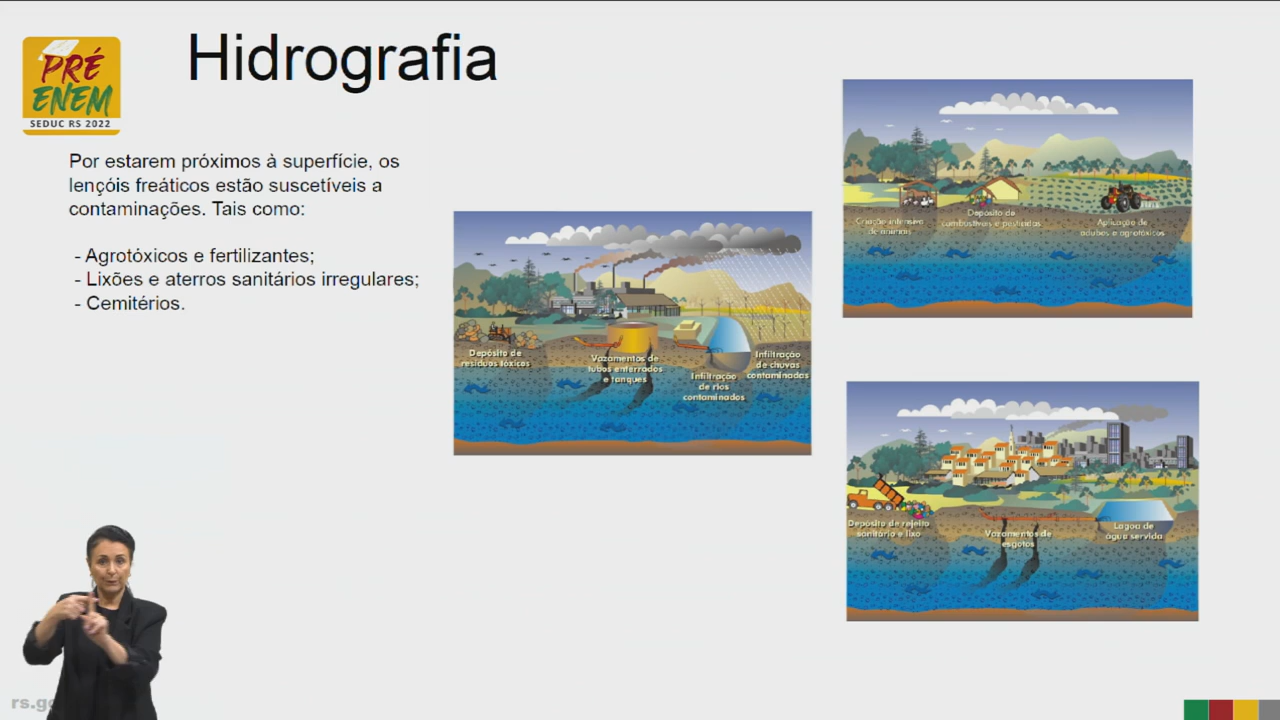 PRÉ
ENEM
SEDUC RS 2022
Hidrografia
Por estarem próximos à superfície, os
lençóis freáticos estão suscetíveis a
contaminações. Tais como:
- Agrotóxicos e fertilizantes;
- Lixões e aterros sanitários irregulares;
- Cemitérios.
Depósito de
resíduos tóxicos
Vazamentos de
tubos enterrados
e tanques
Infiltração
de rios
contaminados
Infiltração
de chuvas
contaminadas
Criação intensiva
de animais
Depósito de
combustíveis e pesticidas
Aplicação de
adubos e agrotóxicos
Depósito de rejeito
sanitário e lixo
Vazamentos de
esgotos
Lagoa de
água servida
rs.go